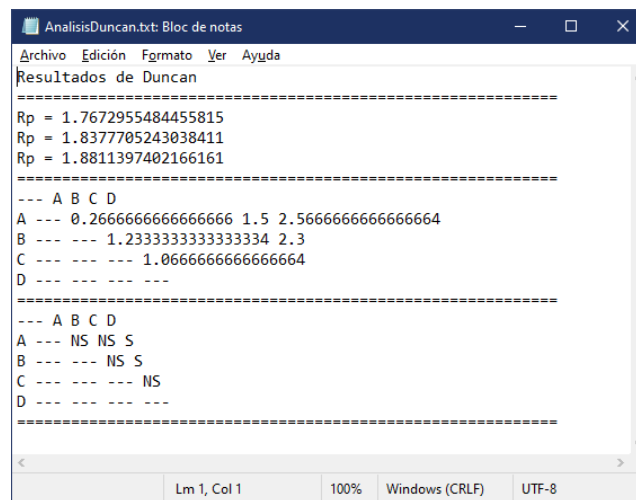 AnalisisDuncan.txt: Bloc de notas
Archivo Edición Formato Ver Ayuda
Resultados de Duncan
============================================================
Rp = 1.7672955484455815
Rp = 1.8377705243038411
Rp = 1.8811397402166161
============================================================
--- A B C D
A --- 0.2666666666666666 1.5 2.5666666666666664
B --- --- 1.2333333333333334 2.3
C --- --- --- 1.0666666666666664
D --- --- --- ---
============================================================
--- A B C D
A --- NS NS S
B --- --- NS S
C --- --- --- NS
D --- --- --- ---
============================================================
Lm 1, Col 1 100% Windows (CRLF) UTF-8